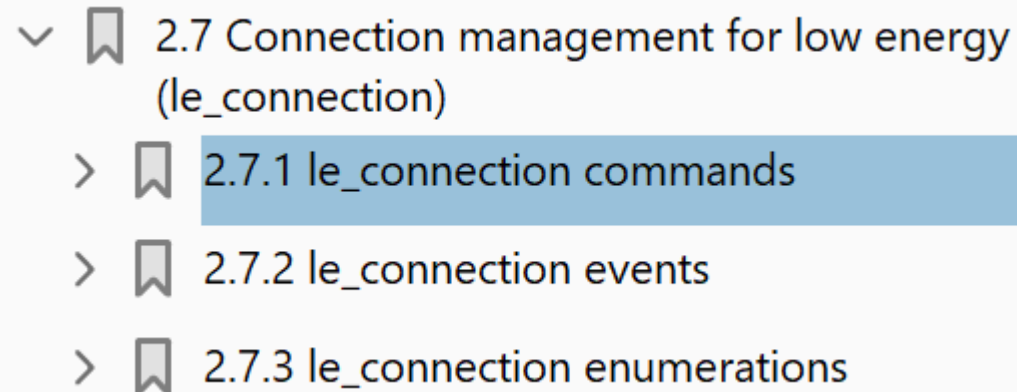 2.7 Connection management for low energy
(le_connection)
2.7.1 le_connection commands
2.7.2 le_connection events
2.7.3 le_connection enumerations